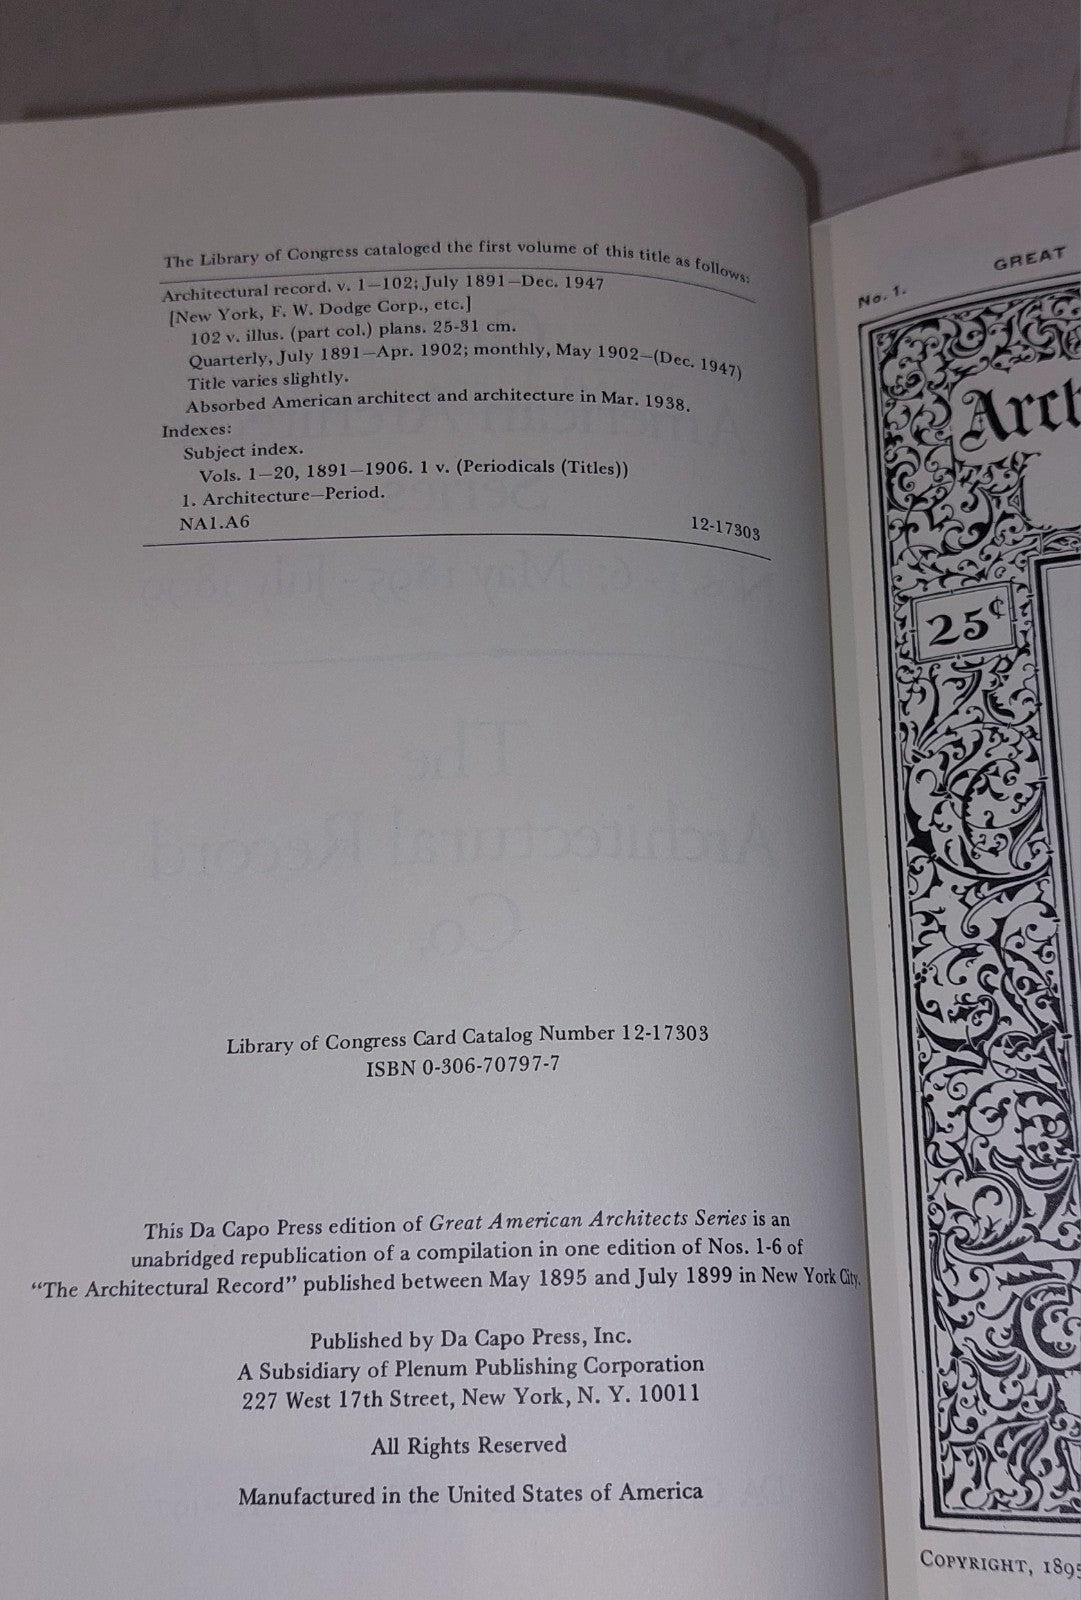 The Library of Congress cataloged the first volume of this title as follows:
Architectural record. v. 1—102; July 1891—Dec. 1947
[New York, F. W. Dodge Corp., etc.]
102 v. illus. (part col.) plans. 25-31 cm.
Quarterly, July 1891—Apr. 1902; monthly, May 1902—(Dec. 1947)
Title varies slightly.
Absorbed American architect and architecture in Mar. 1938.
Indexes:
Subject index.
Vols. 1—20, 1891—1906. 1 v. (Periodicals (Titles))
1. Architecture—Period.
NA1.A6 12-17303
Library of Congress Card Catalog Number 12-17303
ISBN 0-306-70797-7
This Da Capo Press edition of Great American Architects Series is an
unabridged republication of a compilation in one edition of Nos. 1-6 of
“The Architectural Record” published between May 1895 and July 1899 in New York City.
Published by Da Capo Press, Inc.
A Subsidiary of Plenum Publishing Corporation
227 West 17th Street, New York, N. Y. 10011
All Rights Reserved
Manufactured in the United States of America
No. 1. GREAT
25¢
COPYRIGHT, 1895